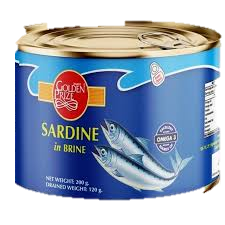 GOLDEN
PRIZE
SARDINE
in BRINE
OMEGA 3
NET WEIGHT: 200 g.
DRAINED WEIGHT: 120 g.